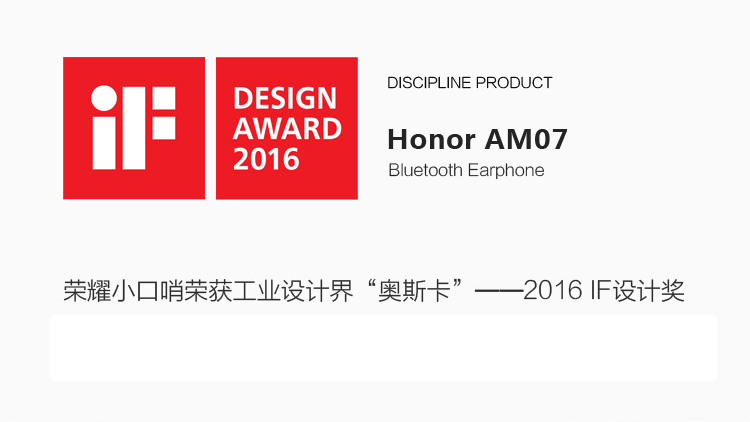 iF
DESIGN
AWARD
2016
DISCIPLINE PRODUCT
Honor AM07
Bluetooth Earphone
荣耀小口哨荣获工业设计界“奥斯卡”——2016 IF设计奖